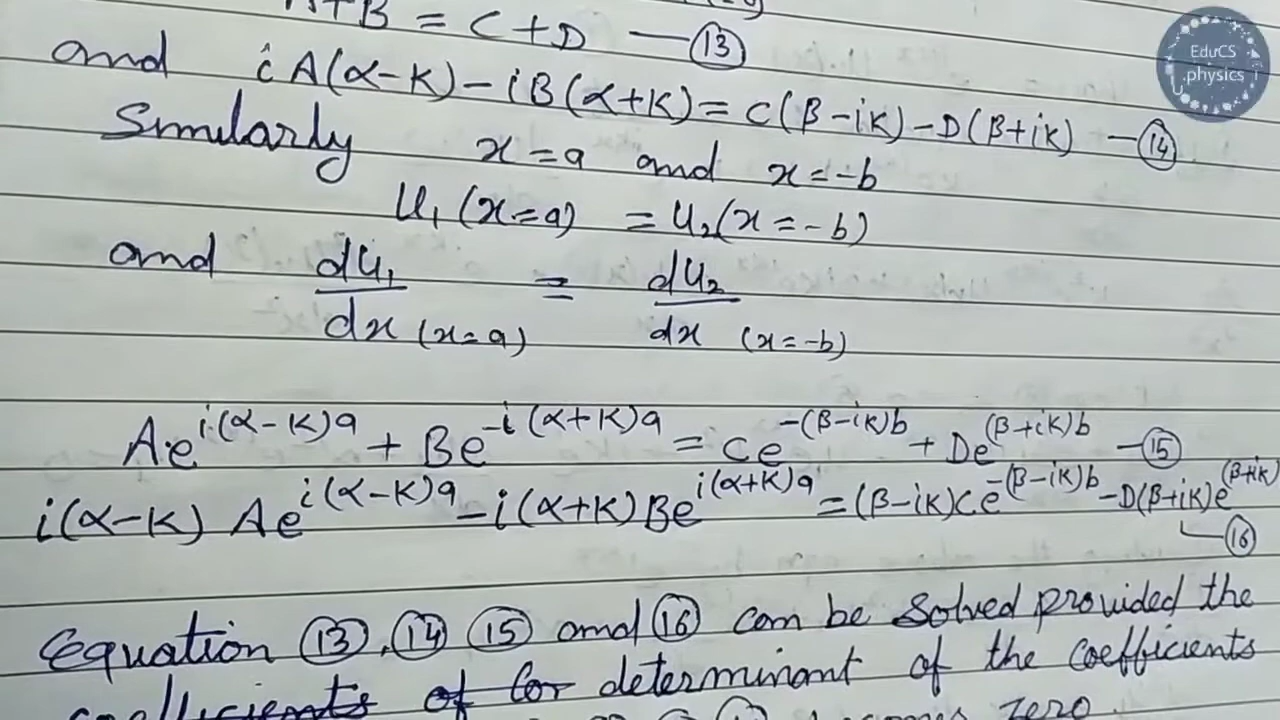 A+B = C+D —(13)
EduCS
.physics
and iA(α-K)-iB(α+K)=C(β-iK)-D(β+iK) —(14)
Similarly x=a and x=-b
U₁(x=a) =U₂(x=-b)
and dU₁/dx (x=a) = dU₂/dx (x=-b)
Ae^{i(α-K)a} + Be^{-i(α+K)a} = Ce^{-(β-iK)b} + De^{(β+iK)b} —(15)
i(α-K) Ae^{i(α-K)a} -i(α+K)Be^{i(α+K)a} =(β-iK)Ce^{-(β-iK)b} -D(β+iK)e^{(β+iK)
—(16)
Equation (13),(14) (15) and (16) can be solved provided the
coefficients of for determinant of the coefficients
zero